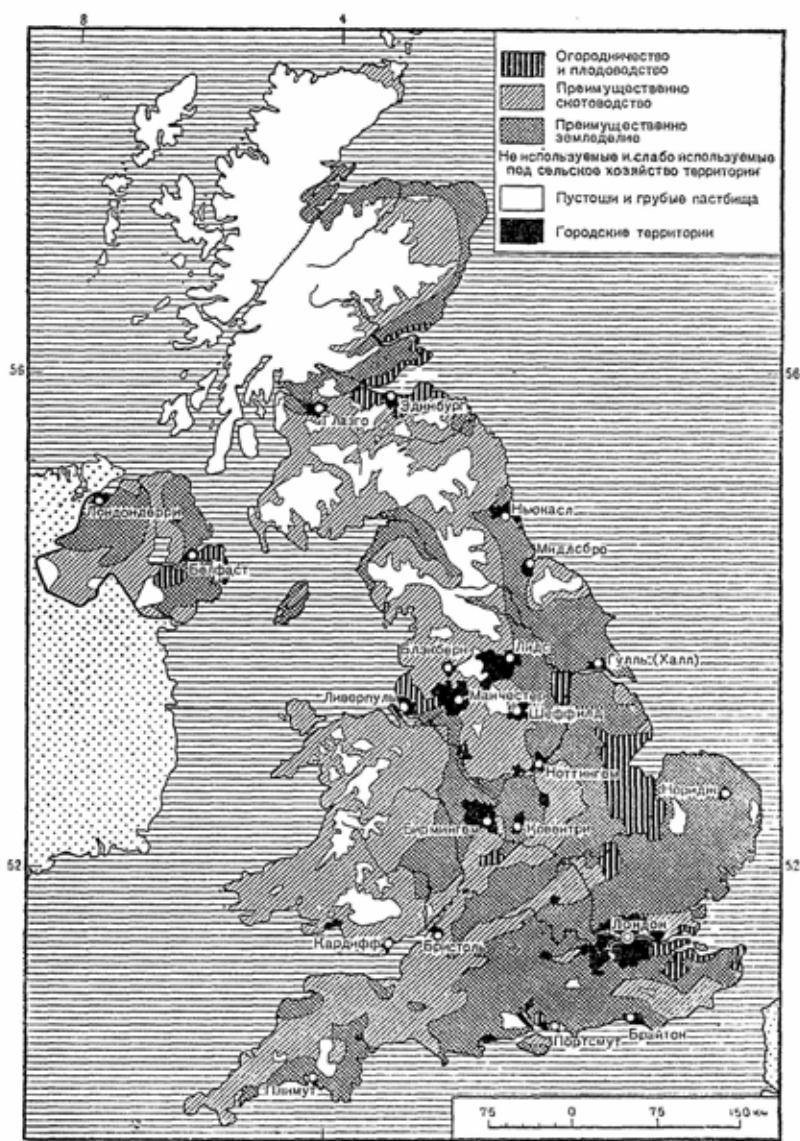 8
4
Огородничество
и плодоводство
Преимущественно
скотоводство
Преимущественно
земледелие
Не используемые и слабо используемые
под сельское хозяйство территории
Пустоши и грубые пастбища
Городские территории
56
56
Глазго
Эдинбург
Лондондерри
Ньюкасл
Белфаст
Мидлсбро
Блэкберн
Лидс
Гулль (Халл)
Ливерпуль
Манчестер
Шеффилд
Ноттингем
Норидж
Бирмингем
Ковентри
52
52
Лондон
Кардифф
Бристоль
Портсмут
Брайтон
Плимут
75 0 75 150 км